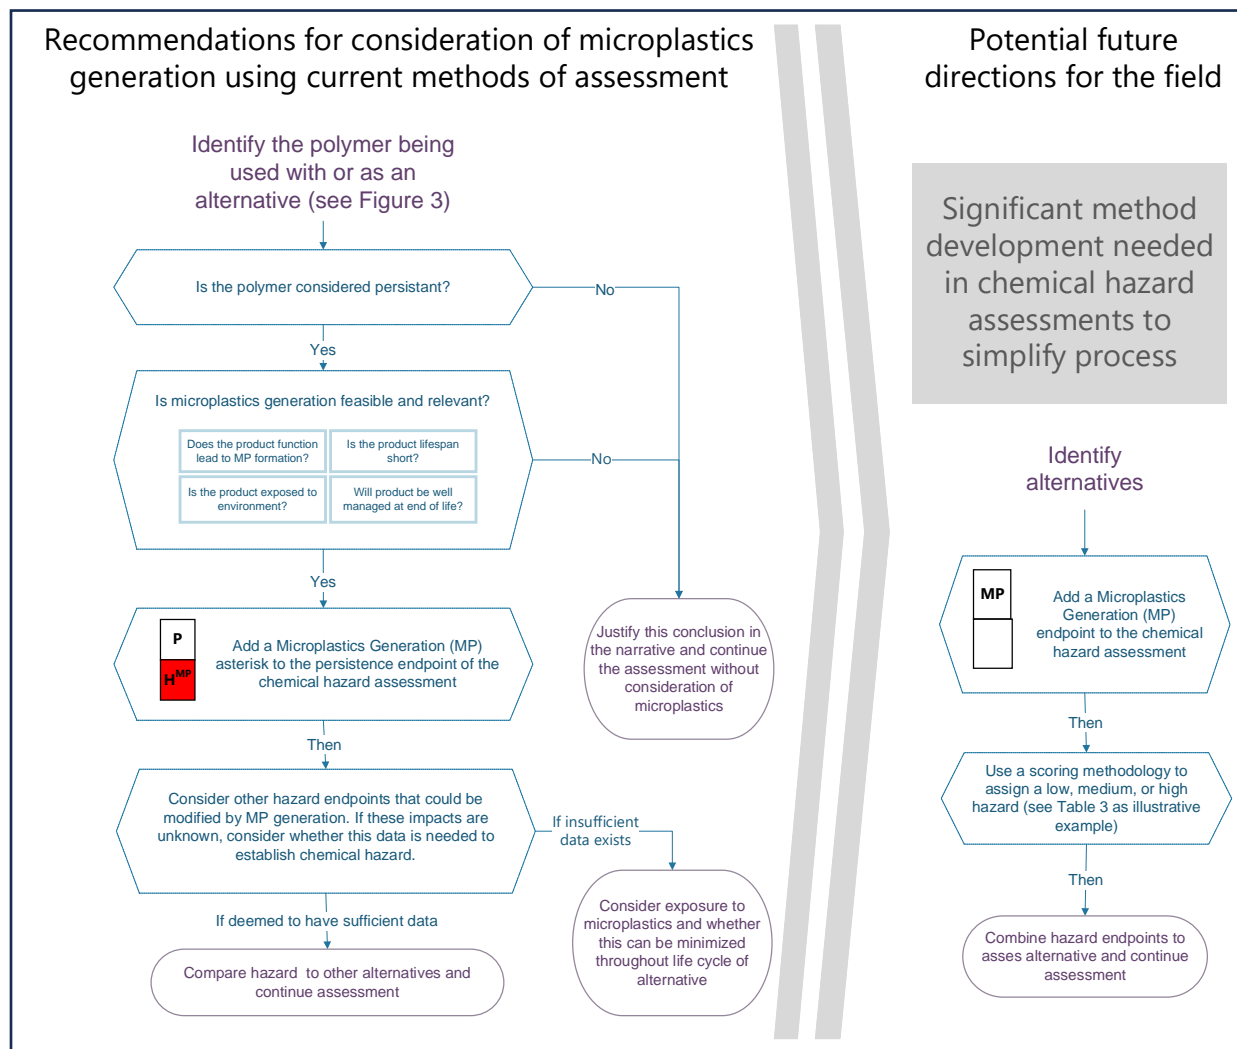 Recommendations for consideration of microplastics
generation using current methods of assessment
Identify the polymer being
used with or as an
alternative (see Figure 3)
Is the polymer considered persistant?
No
Yes
Is microplastics generation feasible and relevant?
Does the product function
lead to MP formation?
Is the product lifespan
short?
Is the product exposed to
environment?
Will product be well
managed at end of life?
No
Yes
P
H^MP
Add a Microplastics Generation (MP)
asterisk to the persistence endpoint of the
chemical hazard assessment
Justify this conclusion in
the narrative and continue
the assessment without
consideration of
microplastics
Then
Consider other hazard endpoints that could be
modified by MP generation. If these impacts are
unknown, consider whether this data is needed to
establish chemical hazard.
If insufficient
data exists
If deemed to have sufficient data
Consider exposure to
microplastics and whether
this can be minimized
throughout life cycle of
alternative
Compare hazard to other alternatives and
continue assessment
Potential future
directions for the field
Significant method
development needed
in chemical hazard
assessments to
simplify process
Identify
alternatives
MP
Add a Microplastics
Generation (MP)
endpoint to the chemical
hazard assessment
Then
Use a scoring methodology to
assign a low, medium, or high
hazard (see Table 3 as illustrative
example)
Then
Combine hazard endpoints to
asses alternative and continue
assessment